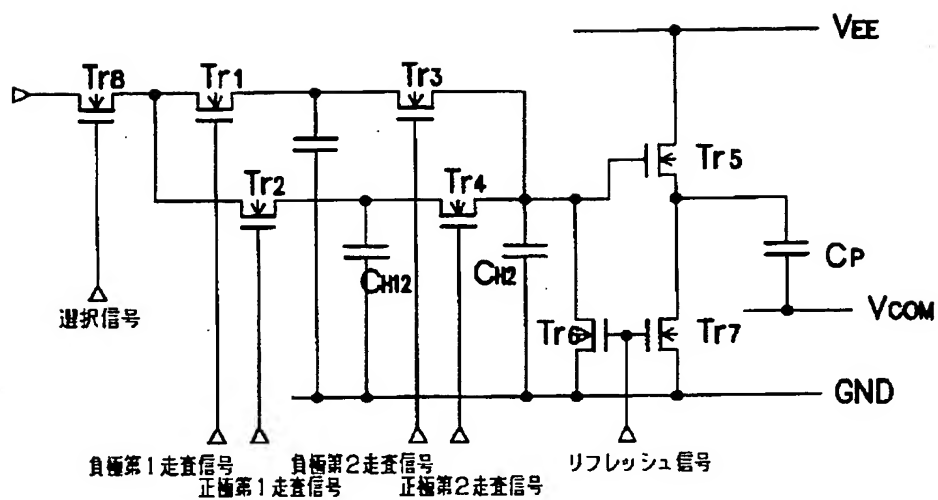 VEE
Tr8 Tr1 Tr3
Tr5
Tr2 Tr4
CH12 CH2 CP
選択信号
VCOM
Tr6 Tr7
GND
負極第1走査信号 負極第2走査信号 リフレッシュ信号
正極第1走査信号 正極第2走査信号